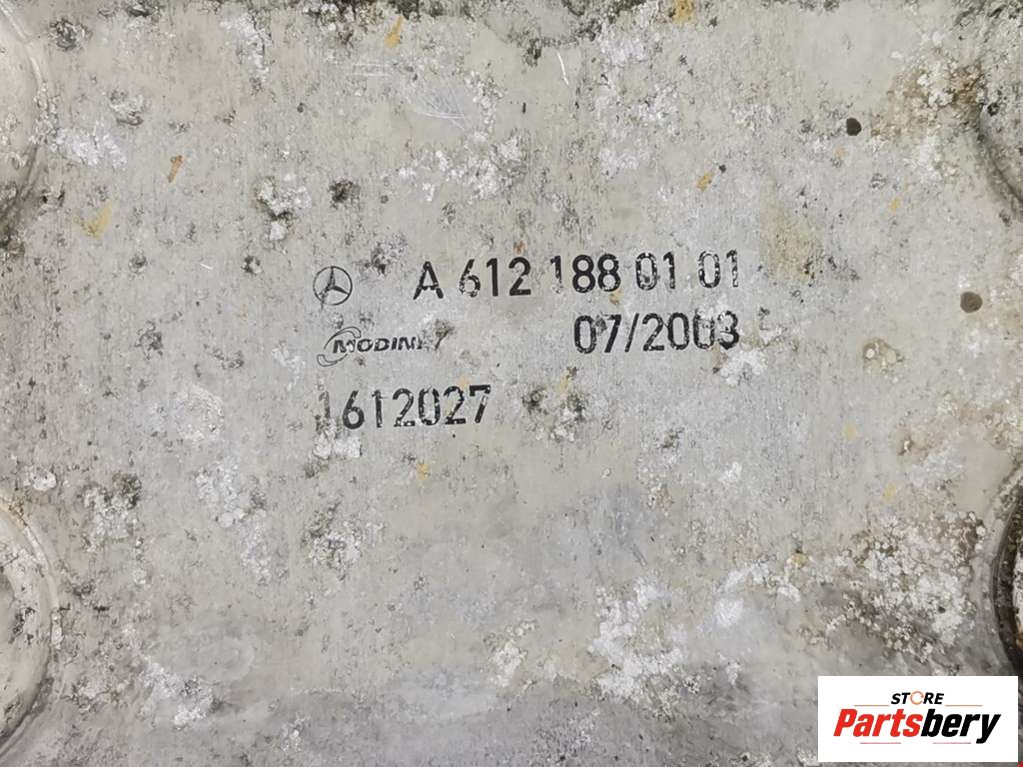 A 612 188 01 01
MODINE 07/2003
1612027
STORE
Partsbery